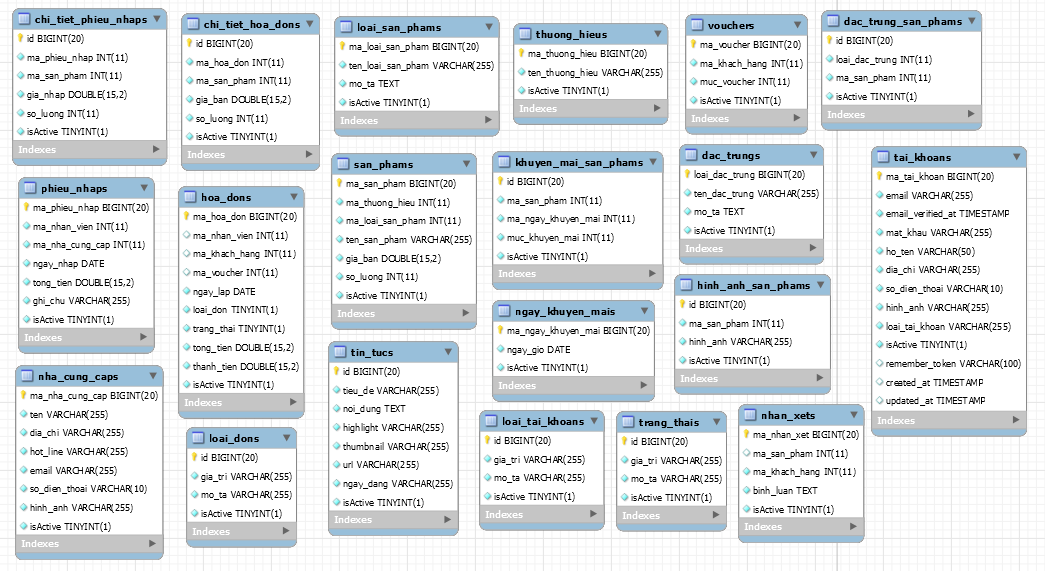 chi_tiet_phieu_nhaps
id BIGINT(20)
ma_phieu_nhap INT(11)
ma_san_pham INT(11)
gia_nhap DOUBLE(15,2)
so_luong INT(11)
isActive TINYINT(1)
Indexes
chi_tiet_hoa_dons
id BIGINT(20)
ma_hoa_don INT(11)
ma_san_pham INT(11)
gia_ban DOUBLE(15,2)
so_luong INT(11)
isActive TINYINT(1)
Indexes
loai_san_phams
ma_loai_san_pham BIGINT(20)
ten_loai_san_pham VARCHAR(255)
mo_ta TEXT
isActive TINYINT(1)
Indexes
thuong_hieus
ma_thuong_hieu BIGINT(20)
ten_thuong_hieu VARCHAR(255)
isActive TINYINT(1)
Indexes
vouchers
ma_voucher BIGINT(20)
ma_khach_hang INT(11)
muc_voucher INT(11)
isActive TINYINT(1)
Indexes
dac_trung_san_phams
id BIGINT(20)
loai_dac_trung INT(11)
ma_san_pham INT(11)
isActive TINYINT(1)
Indexes
phieu_nhaps
ma_phieu_nhap BIGINT(20)
ma_nhan_vien INT(11)
ma_nha_cung_cap INT(11)
ngay_nhap DATE
tong_tien DOUBLE(15,2)
ghi_chu VARCHAR(255)
isActive TINYINT(1)
Indexes
hoa_dons
ma_hoa_don BIGINT(20)
ma_nhan_vien INT(11)
ma_khach_hang INT(11)
ma_voucher INT(11)
ngay_lap DATE
loai_don TINYINT(1)
trang_thai TINYINT(1)
tong_tien DOUBLE(15,2)
thanh_tien DOUBLE(15,2)
isActive TINYINT(1)
Indexes
san_phams
ma_san_pham BIGINT(20)
ma_thuong_hieu INT(11)
ma_loai_san_pham INT(11)
ten_san_pham VARCHAR(255)
gia_ban DOUBLE(15,2)
so_luong INT(11)
isActive TINYINT(1)
Indexes
khuyen_mai_san_phams
id BIGINT(20)
ma_san_pham INT(11)
ma_ngay_khuyen_mai INT(11)
muc_khuyen_mai INT(11)
isActive TINYINT(1)
Indexes
dac_trungs
loai_dac_trung BIGINT(20)
ten_dac_trung VARCHAR(255)
mo_ta TEXT
isActive TINYINT(1)
Indexes
tai_khoans
ma_tai_khoan BIGINT(20)
email VARCHAR(255)
email_verified_at TIMESTAMP
mat_khau VARCHAR(255)
ho_ten VARCHAR(50)
dia_chi VARCHAR(255)
so_dien_thoai VARCHAR(10)
hinh_anh VARCHAR(255)
loai_tai_khoan VARCHAR(255)
isActive TINYINT(1)
remember_token VARCHAR(100)
created_at TIMESTAMP
updated_at TIMESTAMP
Indexes
ngay_khuyen_mais
ma_ngay_khuyen_mai BIGINT(20)
ngay_gio DATE
isActive TINYINT(1)
Indexes
hinh_anh_san_phams
id BIGINT(20)
ma_san_pham INT(11)
hinh_anh VARCHAR(255)
isActive TINYINT(1)
Indexes
nha_cung_caps
ma_nha_cung_cap BIGINT(20)
ten VARCHAR(255)
dia_chi VARCHAR(255)
hot_line VARCHAR(255)
email VARCHAR(255)
so_dien_thoai VARCHAR(10)
hinh_anh VARCHAR(255)
isActive TINYINT(1)
Indexes
loai_dons
id BIGINT(20)
gia_tri VARCHAR(255)
mo_ta VARCHAR(255)
isActive TINYINT(1)
Indexes
tin_tucs
id BIGINT(20)
tieu_de VARCHAR(255)
noi_dung TEXT
highlight VARCHAR(255)
thumbnail VARCHAR(255)
url VARCHAR(255)
ngay_dang VARCHAR(255)
isActive TINYINT(1)
Indexes
loai_tai_khoans
id BIGINT(20)
gia_tri VARCHAR(255)
mo_ta VARCHAR(255)
isActive TINYINT(1)
Indexes
trang_thais
id BIGINT(20)
gia_tri VARCHAR(255)
mo_ta VARCHAR(255)
isActive TINYINT(1)
Indexes
nhan_xets
ma_nhan_xet BIGINT(20)
ma_san_pham INT(11)
ma_khach_hang INT(11)
binh_luan TEXT
isActive TINYINT(1)
Indexes